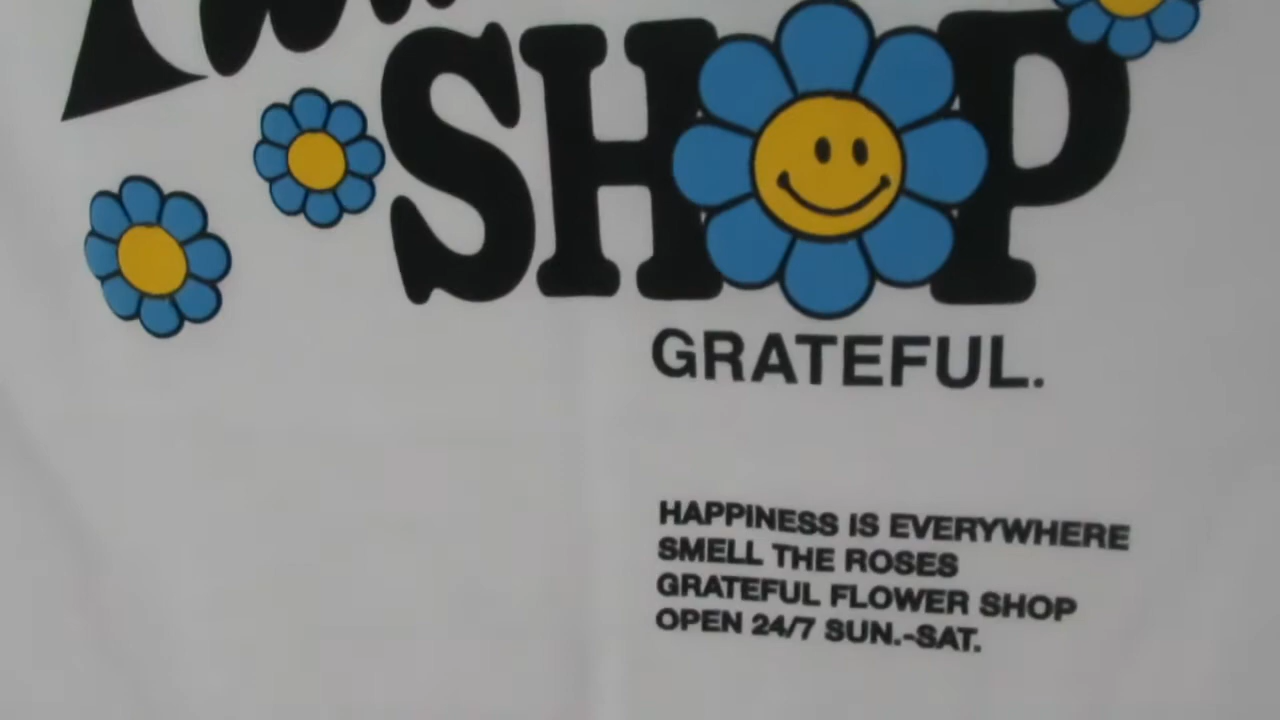 SHOP
GRATEFUL.
HAPPINESS IS EVERYWHERE
SMELL THE ROSES
GRATEFUL FLOWER SHOP
OPEN 24/7 SUN.-SAT.